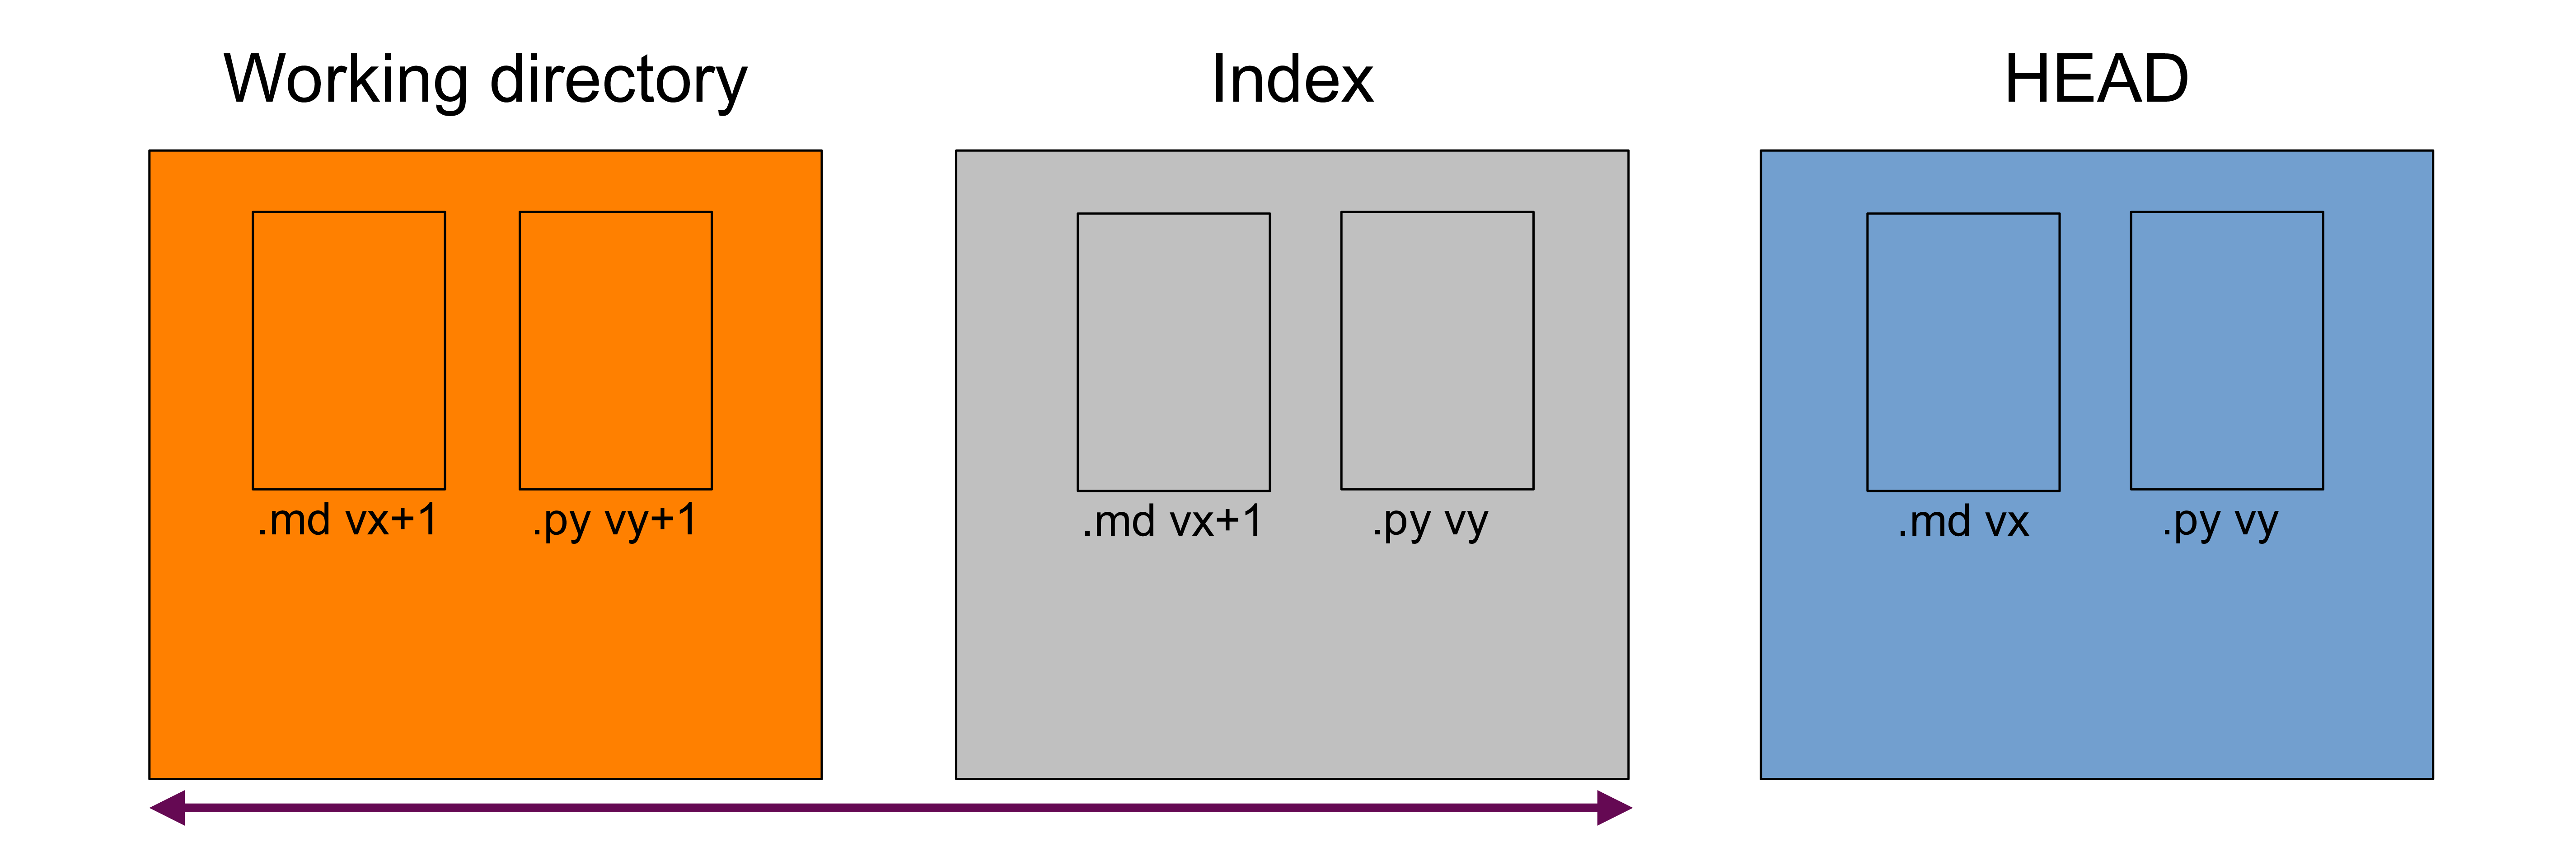 Working directory
Index
HEAD
.md vx+1
.py vy+1
.md vx+1
.py vy
.md vx
.py vy